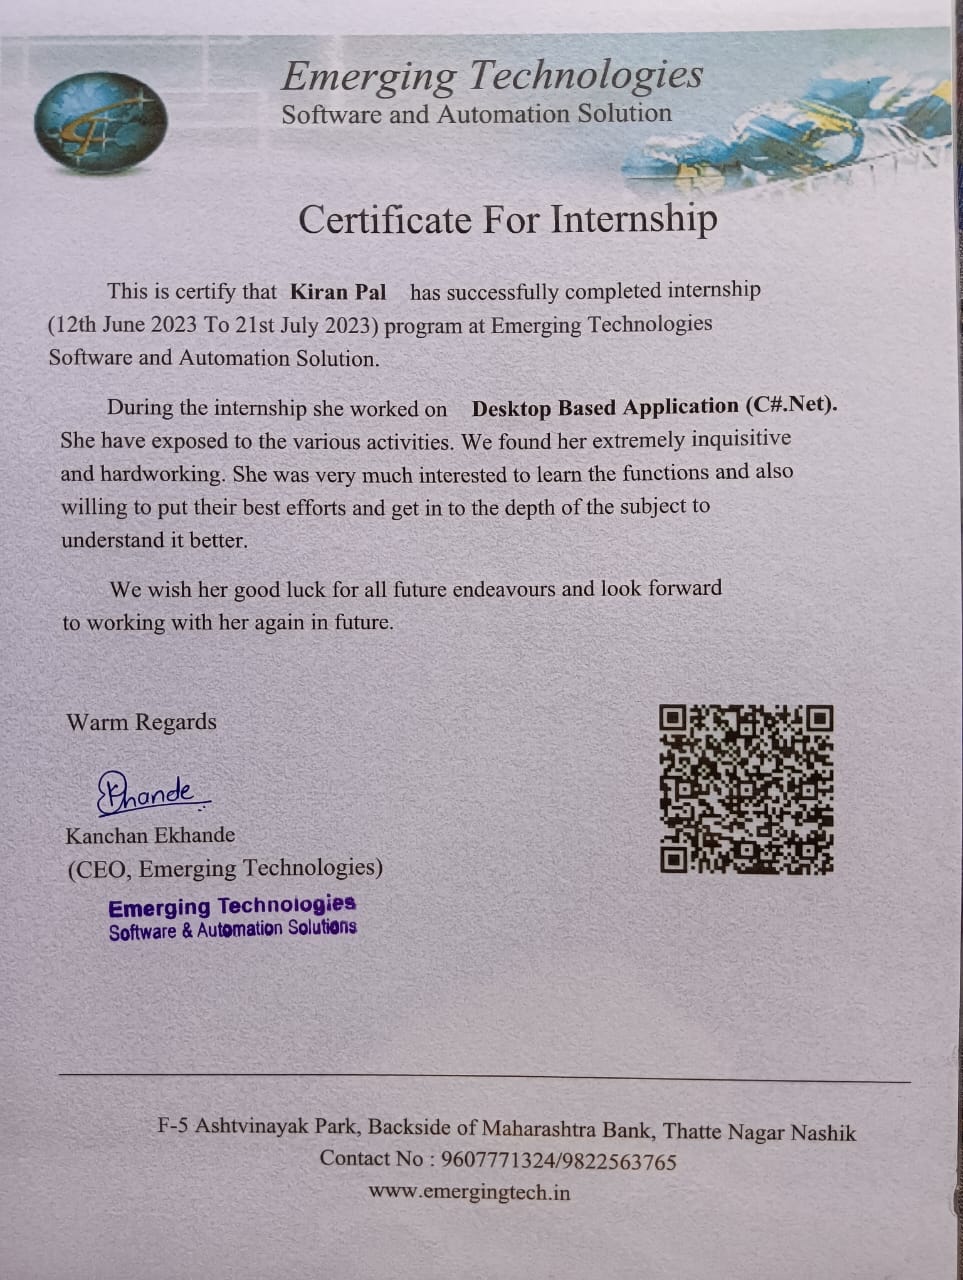 Emerging Technologies
Software and Automation Solution
Certificate For Internship
This is certify that Kiran Pal has successfully completed internship
(12th June 2023 To 21st July 2023) program at Emerging Technologies
Software and Automation Solution.
During the internship she worked on Desktop Based Application (C#.Net).
She have exposed to the various activities. We found her extremely inquisitive
and hardworking. She was very much interested to learn the functions and also
willing to put their best efforts and get in to the depth of the subject to
understand it better.
We wish her good luck for all future endeavours and look forward
to working with her again in future.
Warm Regards
Kanchan Ekhande
(CEO, Emerging Technologies)
Emerging Technologies
Software & Automation Solutions
F-5 Ashtvinayak Park, Backside of Maharashtra Bank, Thatte Nagar Nashik
Contact No : 9607771324/9822563765
www.emergingtech.in